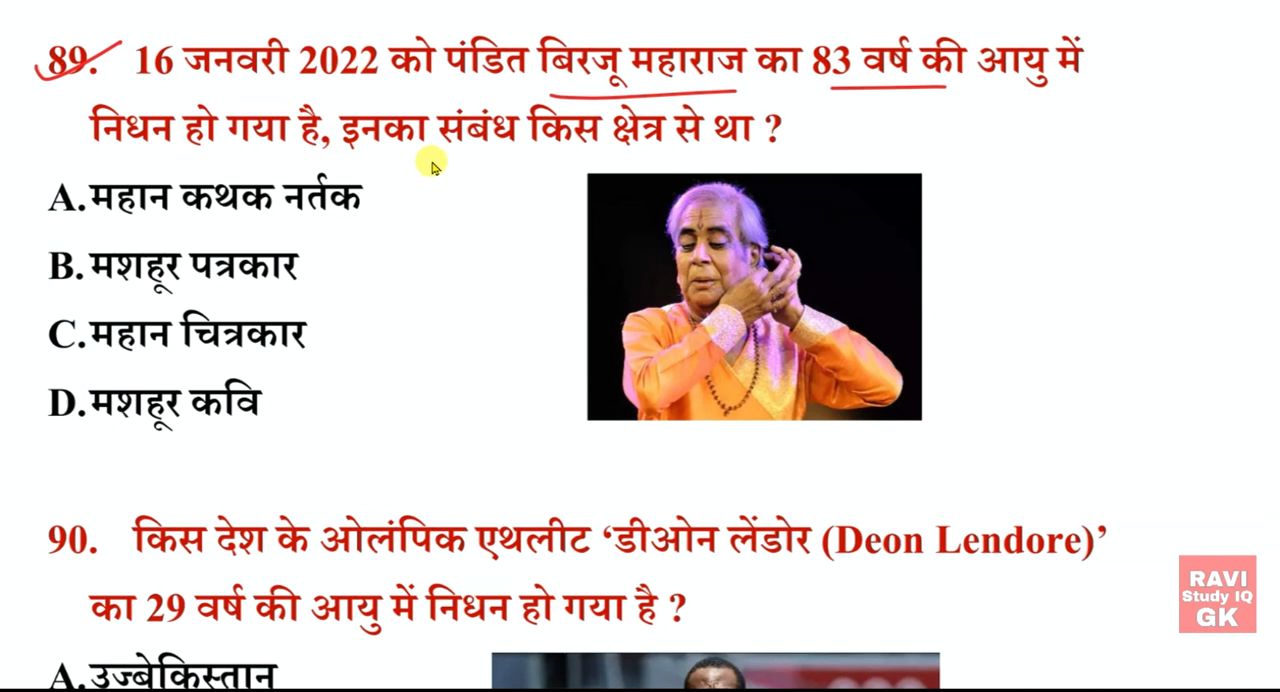 89. 16 जनवरी 2022 को पंडित बिरजू महाराज का 83 वर्ष की आयु में
निधन हो गया है, इनका संबंध किस क्षेत्र से था ?
A.महान कथक नर्तक
B.मशहूर पत्रकार
C.महान चित्रकार
D.मशहूर कवि
90. किस देश के ओलंपिक एथलीट ‘डीओन लेंडोर (Deon Lendore)’
का 29 वर्ष की आयु में निधन हो गया है ?
A.उज्बेकिस्तान
RAVI
Study IQ
GK